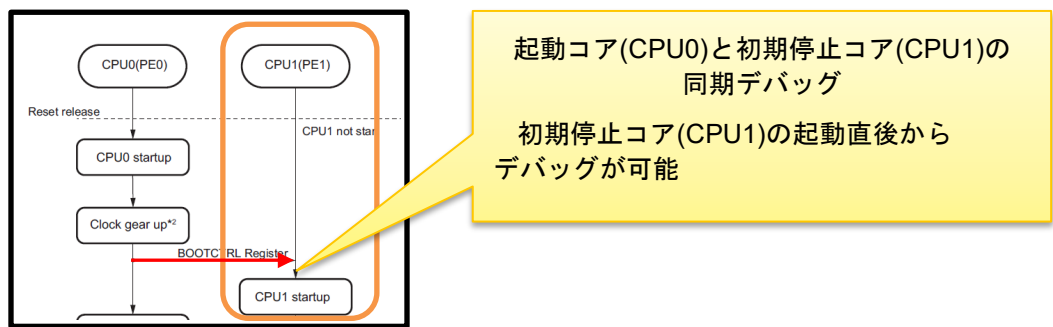 CPU0(PE0)
CPU1(PE1)
Reset release
CPU1 not star
CPU0 startup
Clock gear up*2
BOOTCTRL Register
CPU1 startup
起動コア(CPU0)と初期停止コア(CPU1)の
同期デバッグ
初期停止コア(CPU1)の起動直後から
デバッグが可能